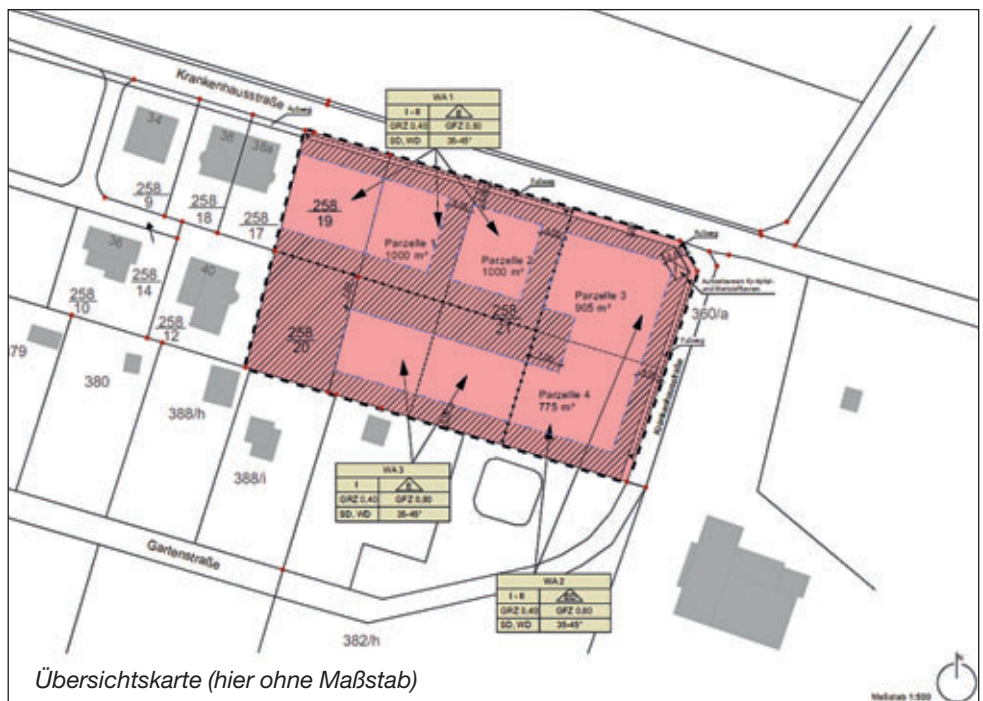 Krankenhausstraße
Fußweg
WA 1
I - II
E
GRZ 0,40
GFZ 0,80
SD, WD
35-45°
34
38
38a
258
9
258
18
258
17
258
19
Parzelle 1
1000 m²
Parzelle 2
1000 m²
Parzelle 3
905 m²
Fußweg
Fußweg
360/a
Fußweg
36
258
14
40
258
10
258
12
258
20
258
21
379
380
388/h
388/i
Parzelle 4
775 m²
WA 3
I
E
GRZ 0,40
GFZ 0,80
SD, WD
35-45°
Gartenstraße
WA 2
I - II
GRZ 0,40
GFZ 0,80
SD, WD
35-45°
382/h
Übersichtskarte (hier ohne Maßstab)
N
Maßstab 1:500